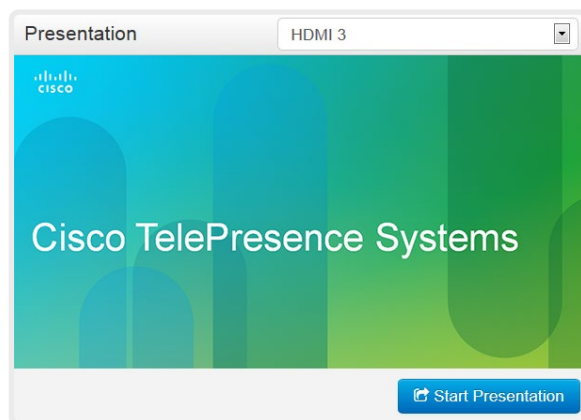 Presentation
HDMI 3
CISCO
Cisco TelePresence Systems
Start Presentation